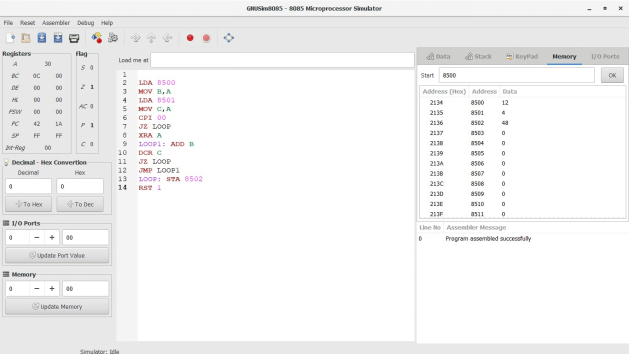 GNUSim8085 - 8085 Microprocessor Simulator
File Reset Assembler Debug Help
Registers
A 30
BC 0C 00
DE 00 00
HL 00 00
PSW 00 00
PC 42 1A
SP FF FF
Int-Reg 00
Flag
S 0
Z 1
AC 0
P 1
C 0
Decimal - Hex Convertion
Decimal Hex
0 0
To Hex To Dec
I/O Ports
0 − + 00
Update Port Value
Memory
0 − + 00
Update Memory
Load me at
1
2 LDA 8500
3 MOV B,A
4 LDA 8501
5 MOV C,A
6 CPI 00
7 JZ LOOP
8 XRA A
9 LOOP1: ADD B
10 DCR C
11 JZ LOOP
12 JMP LOOP1
13 LOOP: STA 8502
14 RST 1
Data Stack KeyPad Memory I/O Ports
Start 8500 OK
Address (Hex) Address Data
2134 8500 12
2135 8501 4
2136 8502 48
2137 8503 0
2138 8504 0
2139 8505 0
213A 8506 0
213B 8507 0
213C 8508 0
213D 8509 0
213E 8510 0
213F 8511 0
Line No Assembler Message
0 Program assembled successfully
Simulator: Idle